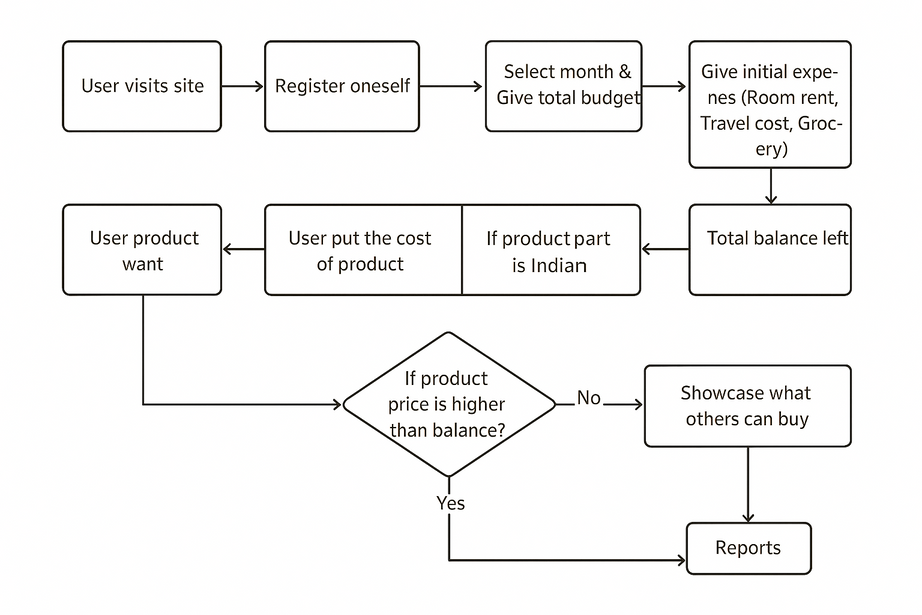 User visits site
Register oneself
Select month &
Give total budget
Give initial expe-
nes (Room rent,
Travel cost, Groc-
ery)
User product
want
User put the cost
of product
If product part
is Indian
Total balance left
If product
price is higher
than balance?
No
Showcase what
others can buy
Yes
Reports